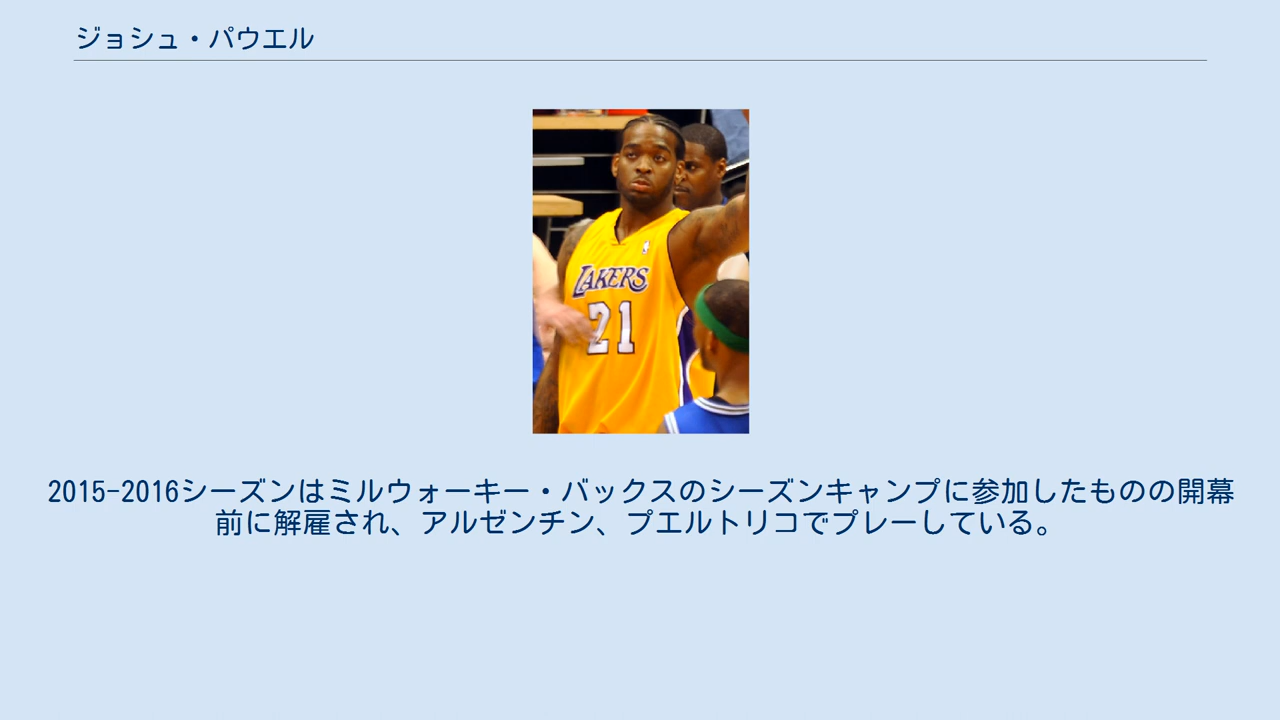 ジョシュ・パウエル
LAKERS
21
2015-2016シーズンはミルウォーキー・バックスのシーズンキャンプに参加したものの開幕
前に解雇され、アルゼンチン、プエルトリコでプレーしている。